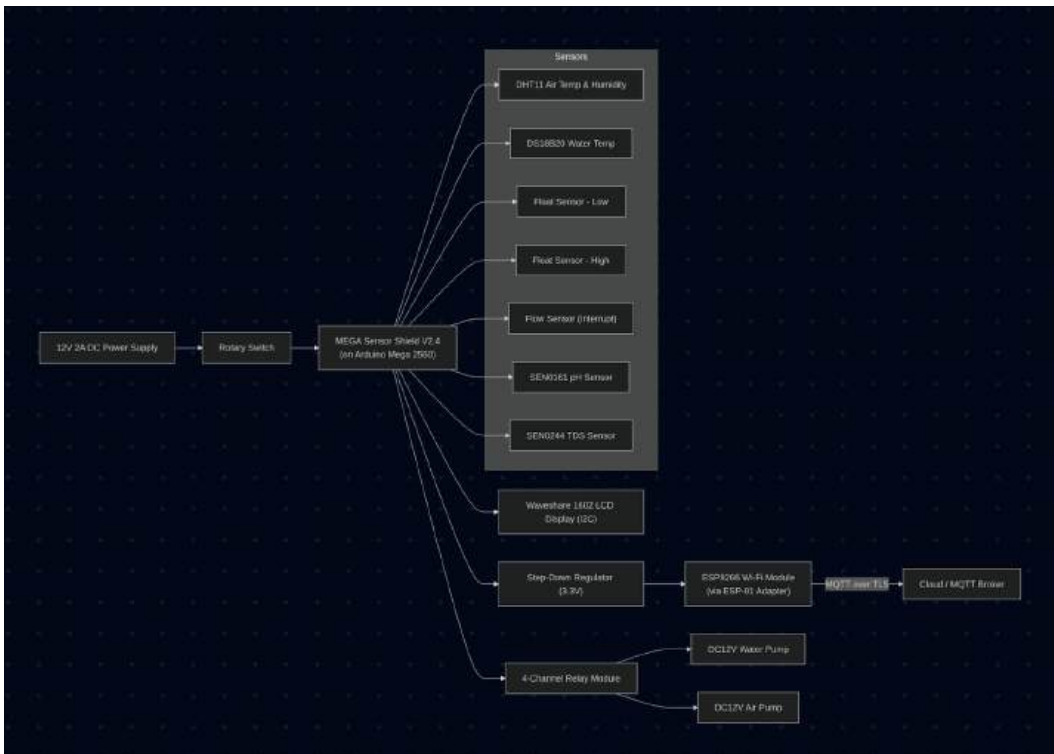 Sensors
DHT11 Air Temp & Humidity
DS18B20 Water Temp
Float Sensor - Low
Float Sensor - High
Flow Sensor (Interrupt)
12V 2A DC Power Supply
Rotary Switch
MEGA Sensor Shield V2.4
(on Arduino Mega 2560)
SEN0161 pH Sensor
SEN0244 TDS Sensor
Waveshare 1602 LCD
Display (I2C)
Step-Down Regulator
(3.3V)
ESP8266 Wi-Fi Module
(via ESP-01 Adapter)
MQTT over TLS
Cloud / MQTT Broker
4-Channel Relay Module
DC12V Water Pump
DC12V Air Pump